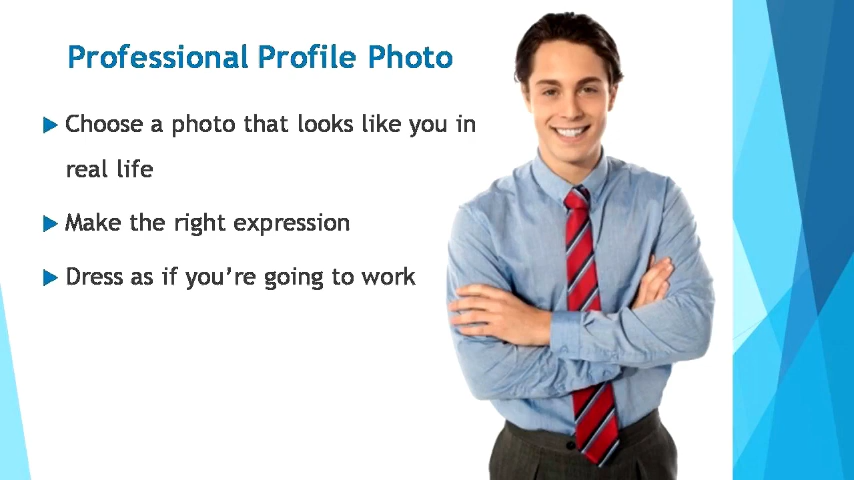 Professional Profile Photo
Choose a photo that looks like you in
real life
Make the right expression
Dress as if you’re going to work